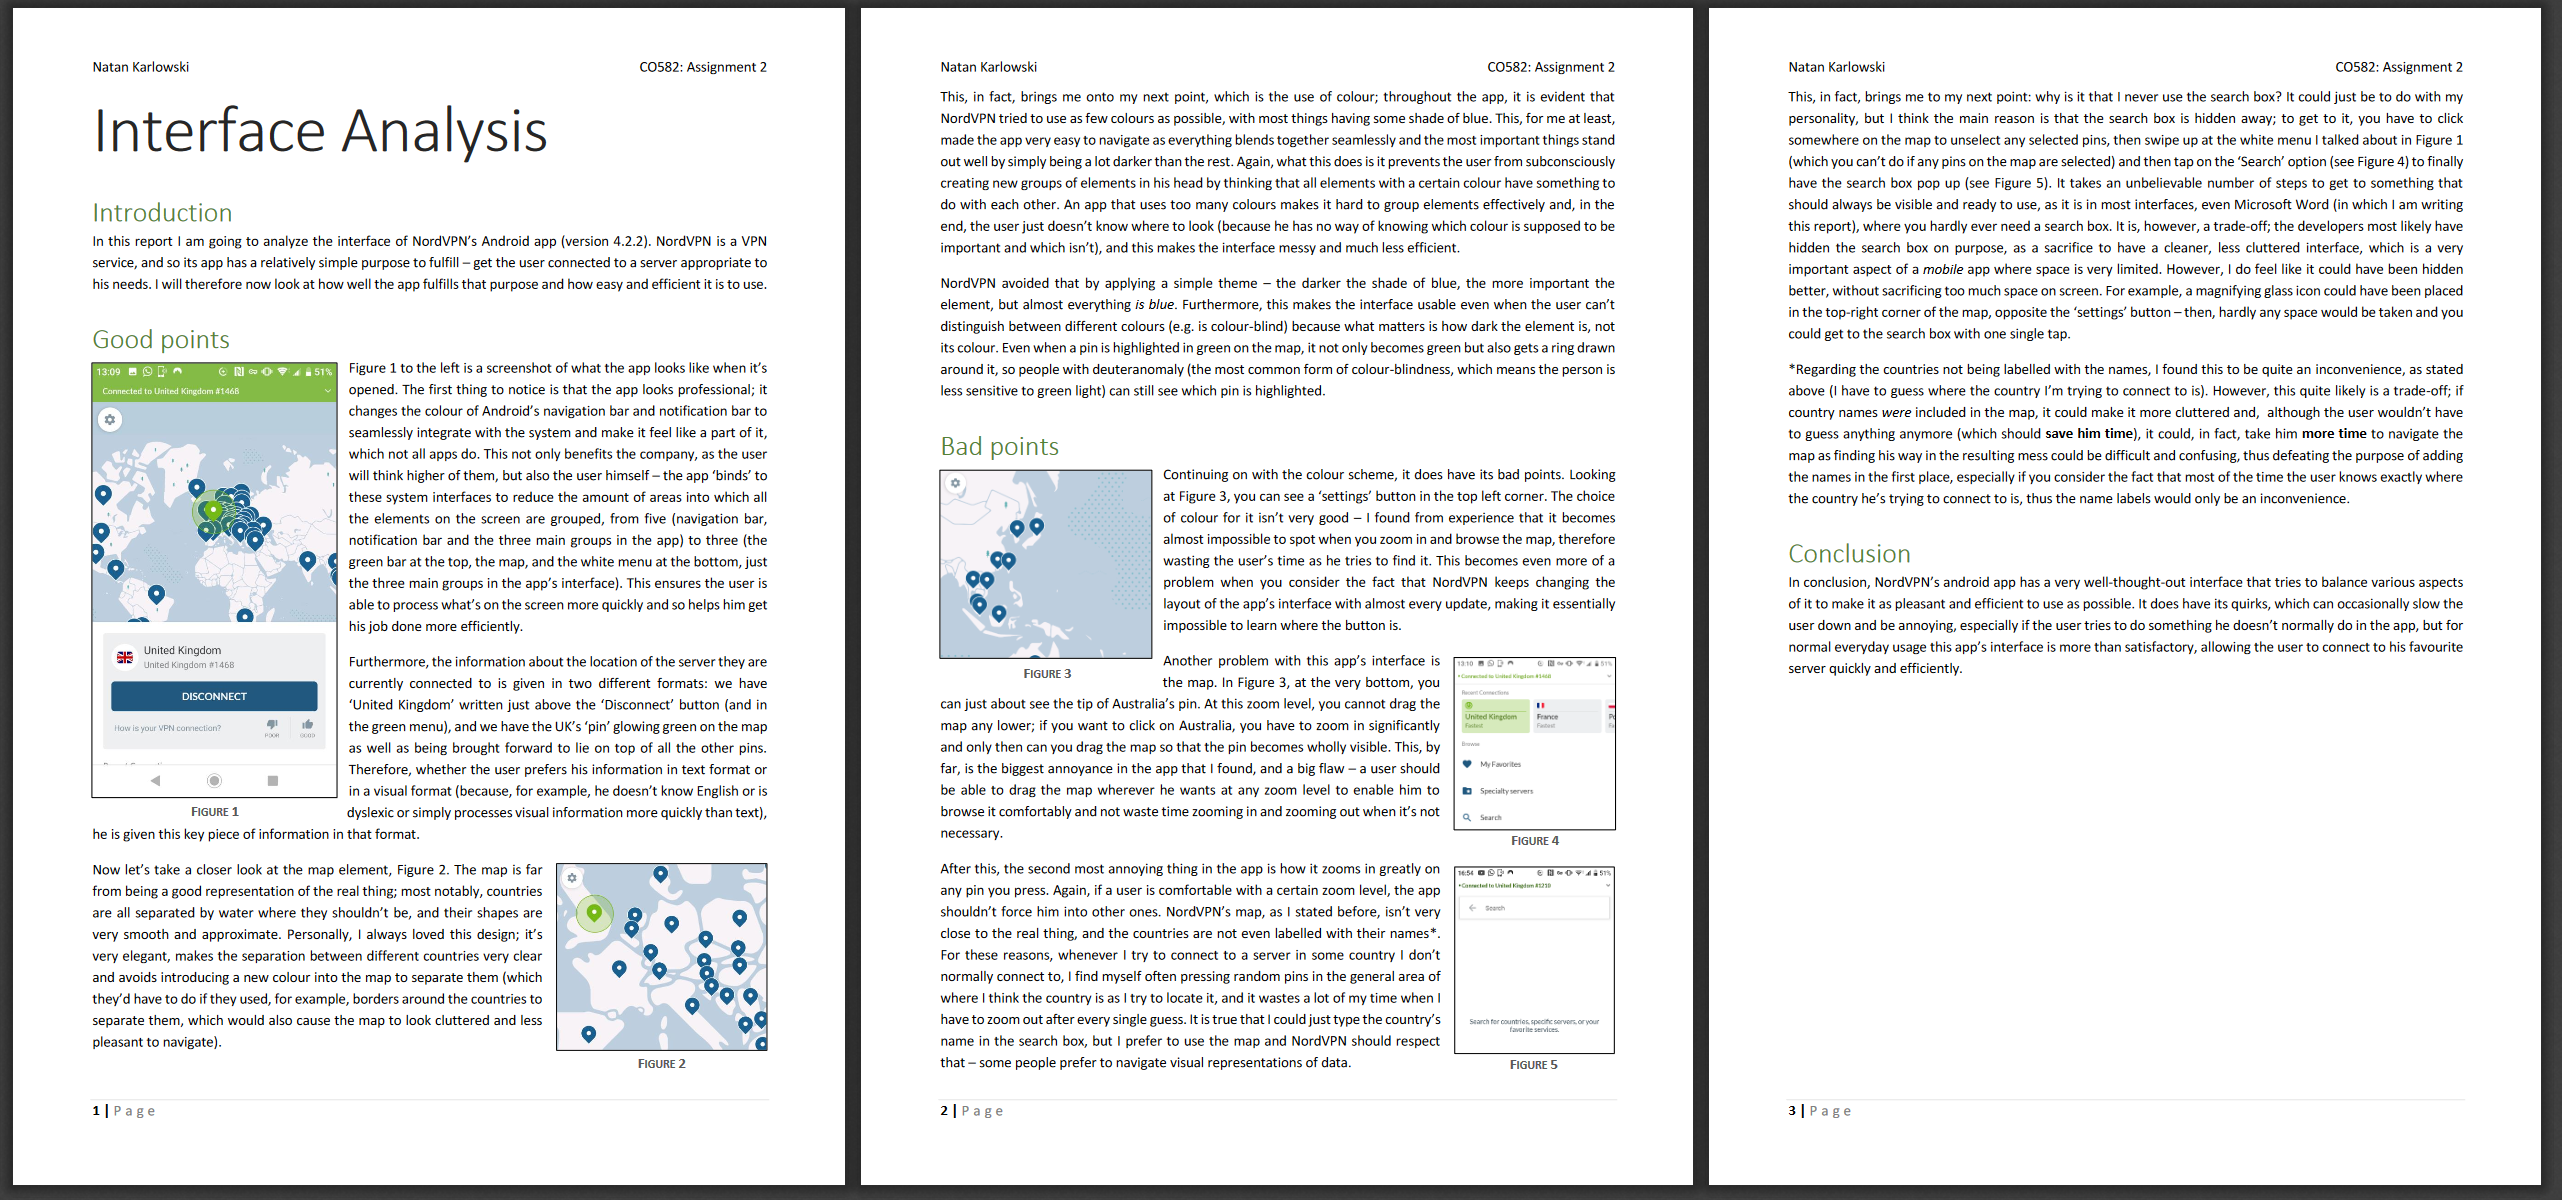 Natan Karlowski CO582: Assignment 2
Interface Analysis
Introduction
In this report I am going to analyze the interface of NordVPN's Android app (version 4.2.2). NordVPN is a VPN
service, and so its app has a relatively simple purpose to fulfill – get the user connected to a server appropriate to
his needs. I will therefore now look at how well the app fulfills that purpose and how easy and efficient it is to use.
Good points
13:09 51%
Connected to United Kingdom #1468
United Kingdom
United Kingdom #1468
DISCONNECT
How is your VPN connection?
POOR GOOD
FIGURE 1
Figure 1 to the left is a screenshot of what the app looks like when it's
opened. The first thing to notice is that the app looks professional; it
changes the colour of Android's navigation bar and notification bar to
seamlessly integrate with the system and make it feel like a part of it,
which not all apps do. This not only benefits the company, as the user
will think higher of them, but also the user himself – the app 'binds' to
these system interfaces to reduce the amount of areas into which all
the elements on the screen are grouped, from five (navigation bar,
notification bar and the three main groups in the app) to three (the
green bar at the top, the map, and the white menu at the bottom, just
the three main groups in the app's interface). This ensures the user is
able to process what's on the screen more quickly and so helps him get
his job done more efficiently.
Furthermore, the information about the location of the server they are
currently connected to is given in two different formats: we have
'United Kingdom' written just above the 'Disconnect' button (and in
the green menu), and we have the UK's 'pin' glowing green on the map
as well as being brought forward to lie on top of all the other pins.
Therefore, whether the user prefers his information in text format or
in a visual format (because, for example, he doesn't know English or is
dyslexic or simply processes visual information more quickly than text),
he is given this key piece of information in that format.
Now let's take a closer look at the map element, Figure 2. The map is far
from being a good representation of the real thing; most notably, countries
are all separated by water where they shouldn't be, and their shapes are
very smooth and approximate. Personally, I always loved this design; it's
very elegant, makes the separation between different countries very clear
and avoids introducing a new colour into the map to separate them (which
they'd have to do if they used, for example, borders around the countries to
separate them, which would also cause the map to look cluttered and less
pleasant to navigate).
FIGURE 2
1 | Page
Natan Karlowski CO582: Assignment 2
This, in fact, brings me onto my next point, which is the use of colour; throughout the app, it is evident that
NordVPN tried to use as few colours as possible, with most things having some shade of blue. This, for me at least,
made the app very easy to navigate as everything blends together seamlessly and the most important things stand
out well by simply being a lot darker than the rest. Again, what this does is it prevents the user from subconsciously
creating new groups of elements in his head by thinking that all elements with a certain colour have something to
do with each other. An app that uses too many colours makes it hard to group elements effectively and, in the
end, the user just doesn't know where to look (because he has no way of knowing which colour is supposed to be
important and which isn't), and this makes the interface messy and much less efficient.
NordVPN avoided that by applying a simple theme – the darker the shade of blue, the more important the
element, but almost everything is blue. Furthermore, this makes the interface usable even when the user can't
distinguish between different colours (e.g. is colour-blind) because what matters is how dark the element is, not
its colour. Even when a pin is highlighted in green on the map, it not only becomes green but also gets a ring drawn
around it, so people with deuteranomaly (the most common form of colour-blindness, which means the person is
less sensitive to green light) can still see which pin is highlighted.
Bad points
FIGURE 3
Continuing on with the colour scheme, it does have its bad points. Looking
at Figure 3, you can see a 'settings' button in the top left corner. The choice
of colour for it isn't very good – I found from experience that it becomes
almost impossible to spot when you zoom in and browse the map, therefore
wasting the user's time as he tries to find it. This becomes even more of a
problem when you consider the fact that NordVPN keeps changing the
layout of the app's interface with almost every update, making it essentially
impossible to learn where the button is.
Another problem with this app's interface is
the map. In Figure 3, at the very bottom, you
can just about see the tip of Australia's pin. At this zoom level, you cannot drag the
map any lower; if you want to click on Australia, you have to zoom in significantly
and only then can you drag the map so that the pin becomes wholly visible. This, by
far, is the biggest annoyance in the app that I found, and a big flaw – a user should
be able to drag the map wherever he wants at any zoom level to enable him to
browse it comfortably and not waste time zooming in and zooming out when it's not
necessary.
13:10 51%
Connected to United Kingdom #1468
Recent Connections
United Kingdom France Po
Fastest Fastest Fa
Browse
My Favorites
Specialty servers
Search
FIGURE 4
After this, the second most annoying thing in the app is how it zooms in greatly on
any pin you press. Again, if a user is comfortable with a certain zoom level, the app
shouldn't force him into other ones. NordVPN's map, as I stated before, isn't very
close to the real thing, and the countries are not even labelled with their names*.
For these reasons, whenever I try to connect to a server in some country I don't
normally connect to, I find myself often pressing random pins in the general area of
where I think the country is as I try to locate it, and it wastes a lot of my time when I
have to zoom out after every single guess. It is true that I could just type the country's
name in the search box, but I prefer to use the map and NordVPN should respect
that – some people prefer to navigate visual representations of data.
16:54 51%
Connected to United Kingdom #1218
Search
Search for countries, specific servers, or your
favorite services.
FIGURE 5
2 | Page
Natan Karlowski CO582: Assignment 2
This, in fact, brings me to my next point: why is it that I never use the search box? It could just be to do with my
personality, but I think the main reason is that the search box is hidden away; to get to it, you have to click
somewhere on the map to unselect any selected pins, then swipe up at the white menu I talked about in Figure 1
(which you can't do if any pins on the map are selected) and then tap on the 'Search' option (see Figure 4) to finally
have the search box pop up (see Figure 5). It takes an unbelievable number of steps to get to something that
should always be visible and ready to use, as it is in most interfaces, even Microsoft Word (in which I am writing
this report), where you hardly ever need a search box. It is, however, a trade-off; the developers most likely have
hidden the search box on purpose, as a sacrifice to have a cleaner, less cluttered interface, which is a very
important aspect of a mobile app where space is very limited. However, I do feel like it could have been hidden
better, without sacrificing too much space on screen. For example, a magnifying glass icon could have been placed
in the top-right corner of the map, opposite the 'settings' button – then, hardly any space would be taken and you
could get to the search box with one single tap.
*Regarding the countries not being labelled with the names, I found this to be quite an inconvenience, as stated
above (I have to guess where the country I'm trying to connect to is). However, this quite likely is a trade-off; if
country names were included in the map, it could make it more cluttered and, although the user wouldn't have
to guess anything anymore (which should save him time), it could, in fact, take him more time to navigate the
map as finding his way in the resulting mess could be difficult and confusing, thus defeating the purpose of adding
the names in the first place, especially if you consider the fact that most of the time the user knows exactly where
the country he's trying to connect to is, thus the name labels would only be an inconvenience.
Conclusion
In conclusion, NordVPN's android app has a very well-thought-out interface that tries to balance various aspects
of it to make it as pleasant and efficient to use as possible. It does have its quirks, which can occasionally slow the
user down and be annoying, especially if the user tries to do something he doesn't normally do in the app, but for
normal everyday usage this app's interface is more than satisfactory, allowing the user to connect to his favourite
server quickly and efficiently.
3 | Page